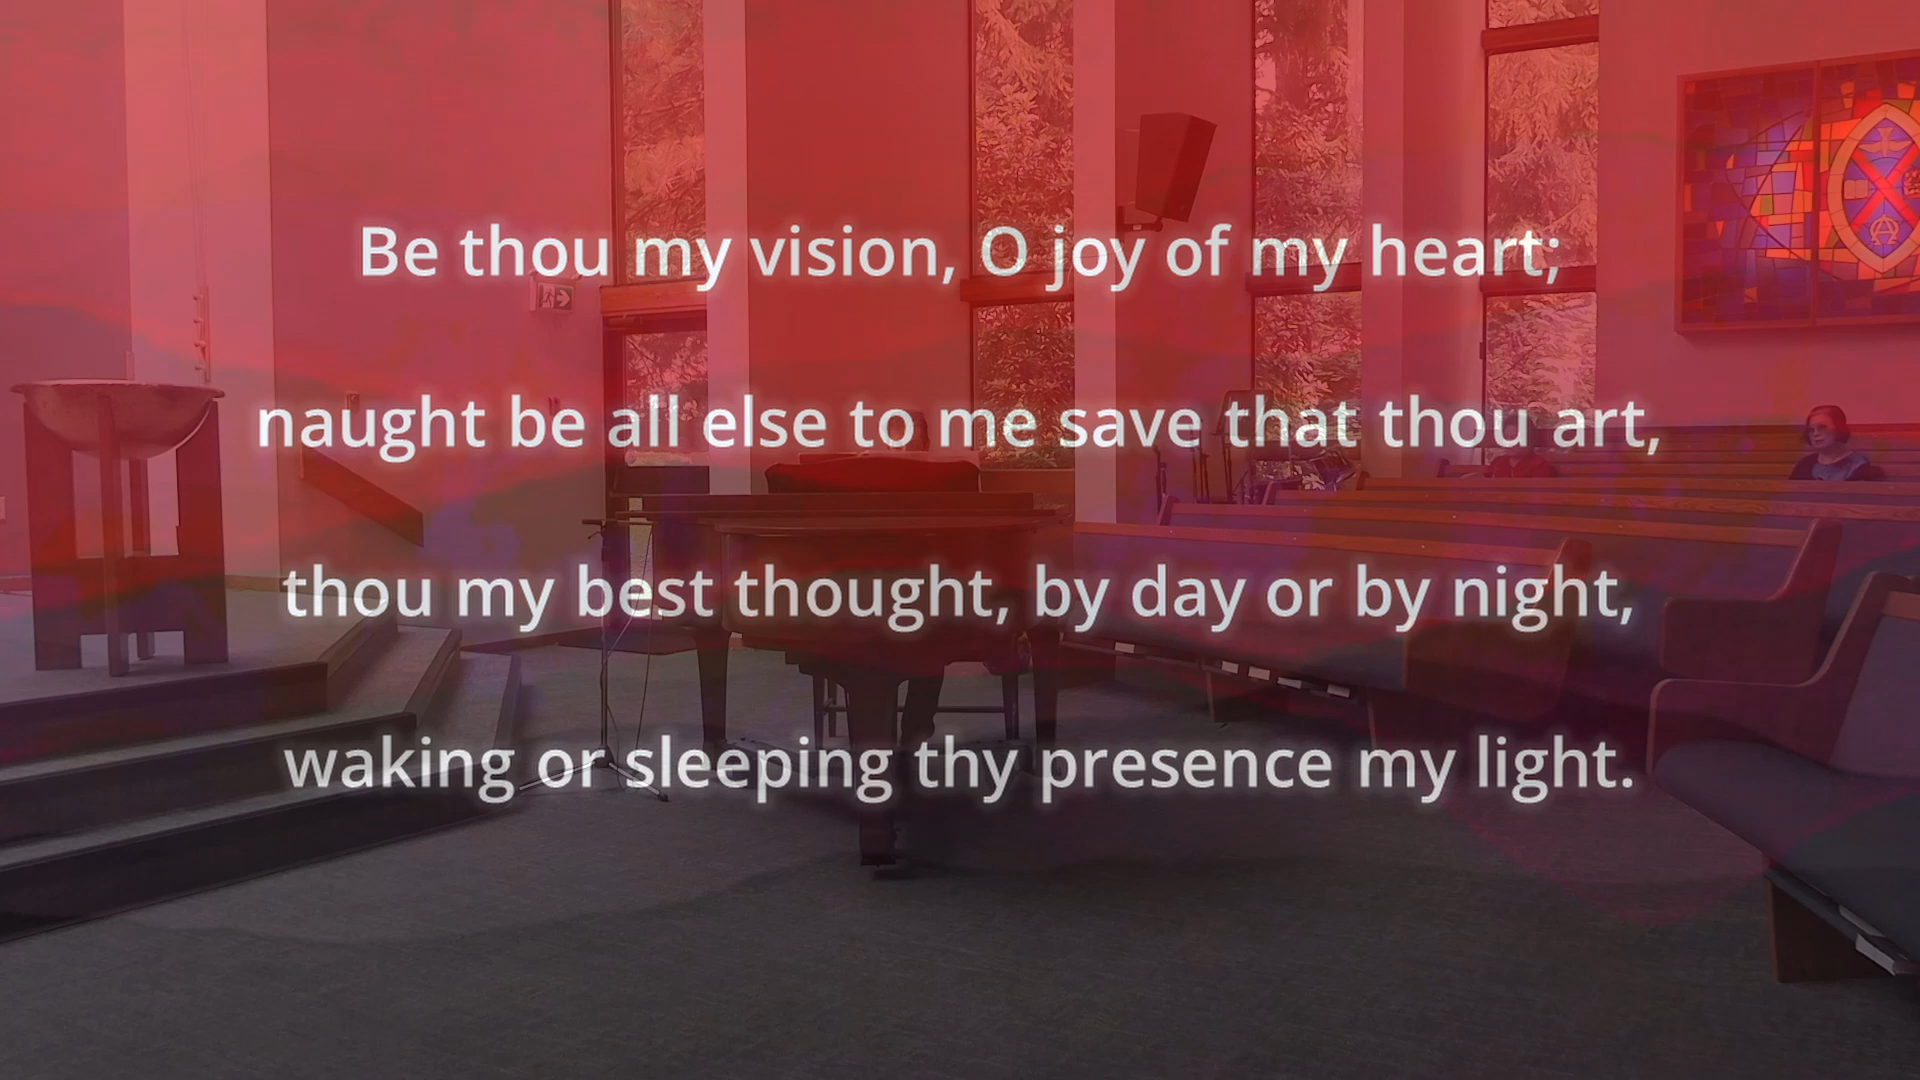 Be thou my vision, O joy of my heart;
naught be all else to me save that thou art,
thou my best thought, by day or by night,
waking or sleeping thy presence my light.